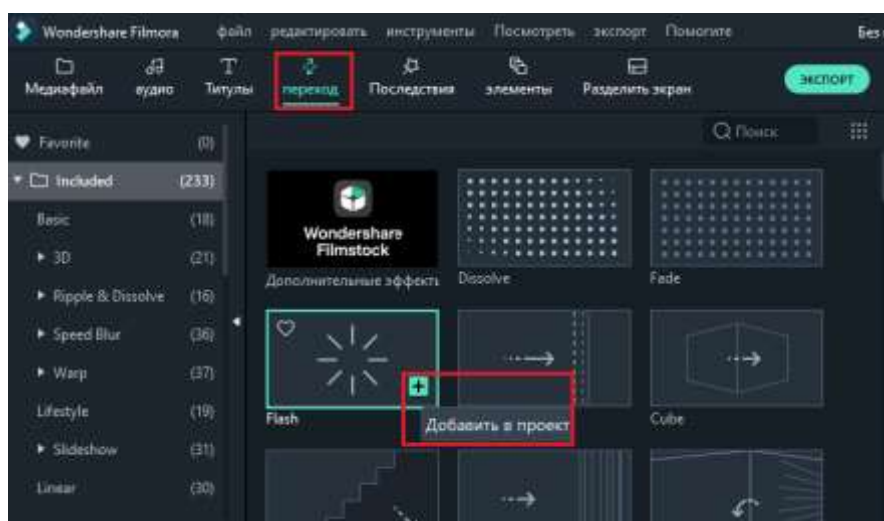 Wondershare Filmora файл редактировать инструменты Посмотреть экспорт Помогите Без
Медиафайл аудио Титулы переход Последствия элементы Разделить экран ЭКСПОРТ
Favorite (0)
Поиск
Included (233)
Basic (18)
3D (21)
Ripple & Dissolve (16)
Speed Blur (36)
Warp (37)
Lifestyle (19)
Slideshow (31)
Linear (30)
Wondershare
Filmstock
Дополнительные эффекть Dissolve Fade
Flash Cube
Добавить в проект